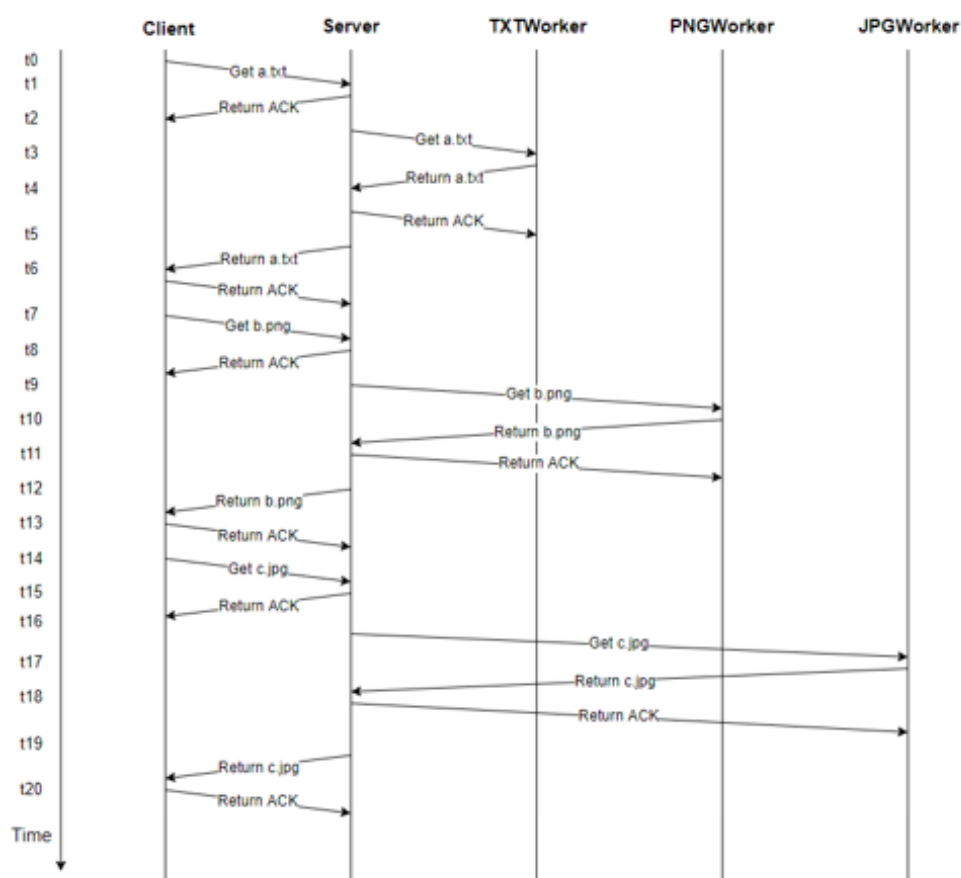 Client Server TXTWorker PNGWorker JPGWorker
t0
Get a.txt
t1
Return ACK
t2
Get a.txt
t3
Return a.txt
t4
Return ACK
t5
Return a.txt
t6
Return ACK
t7
Get b.png
t8
Return ACK
t9
Get b.png
t10
Return b.png
t11
Return ACK
t12
Return b.png
t13
Return ACK
t14
Get c.jpg
t15
Return ACK
t16
Get c.jpg
t17
Return c.jpg
t18
Return ACK
t19
Return c.jpg
t20
Return ACK
Time